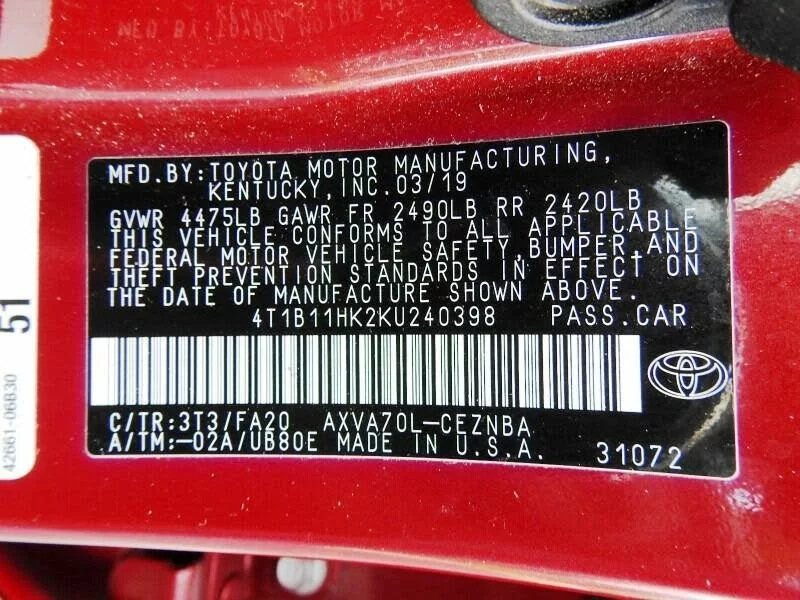 MFD.BY:TOYOTA MOTOR MANUFACTURING,
KENTUCKY,INC.03/19
GVWR 4475LB GAWR FR 2490LB RR 2420LB
THIS VEHICLE CONFORMS TO ALL APPLICABLE
FEDERAL MOTOR VEHICLE SAFETY,BUMPER,AND
THEFT PREVENTION STANDARDS IN EFFECT ON
THE DATE OF MANUFACTURE SHOWN ABOVE.
4T1B11HK2KU240398 PASS.CAR
C/TR:3T3/FA20 AXVA70L-CEZNBA
A/TM:-02A/UB80E MADE IN U.S.A. 31072
51
42661-06B30